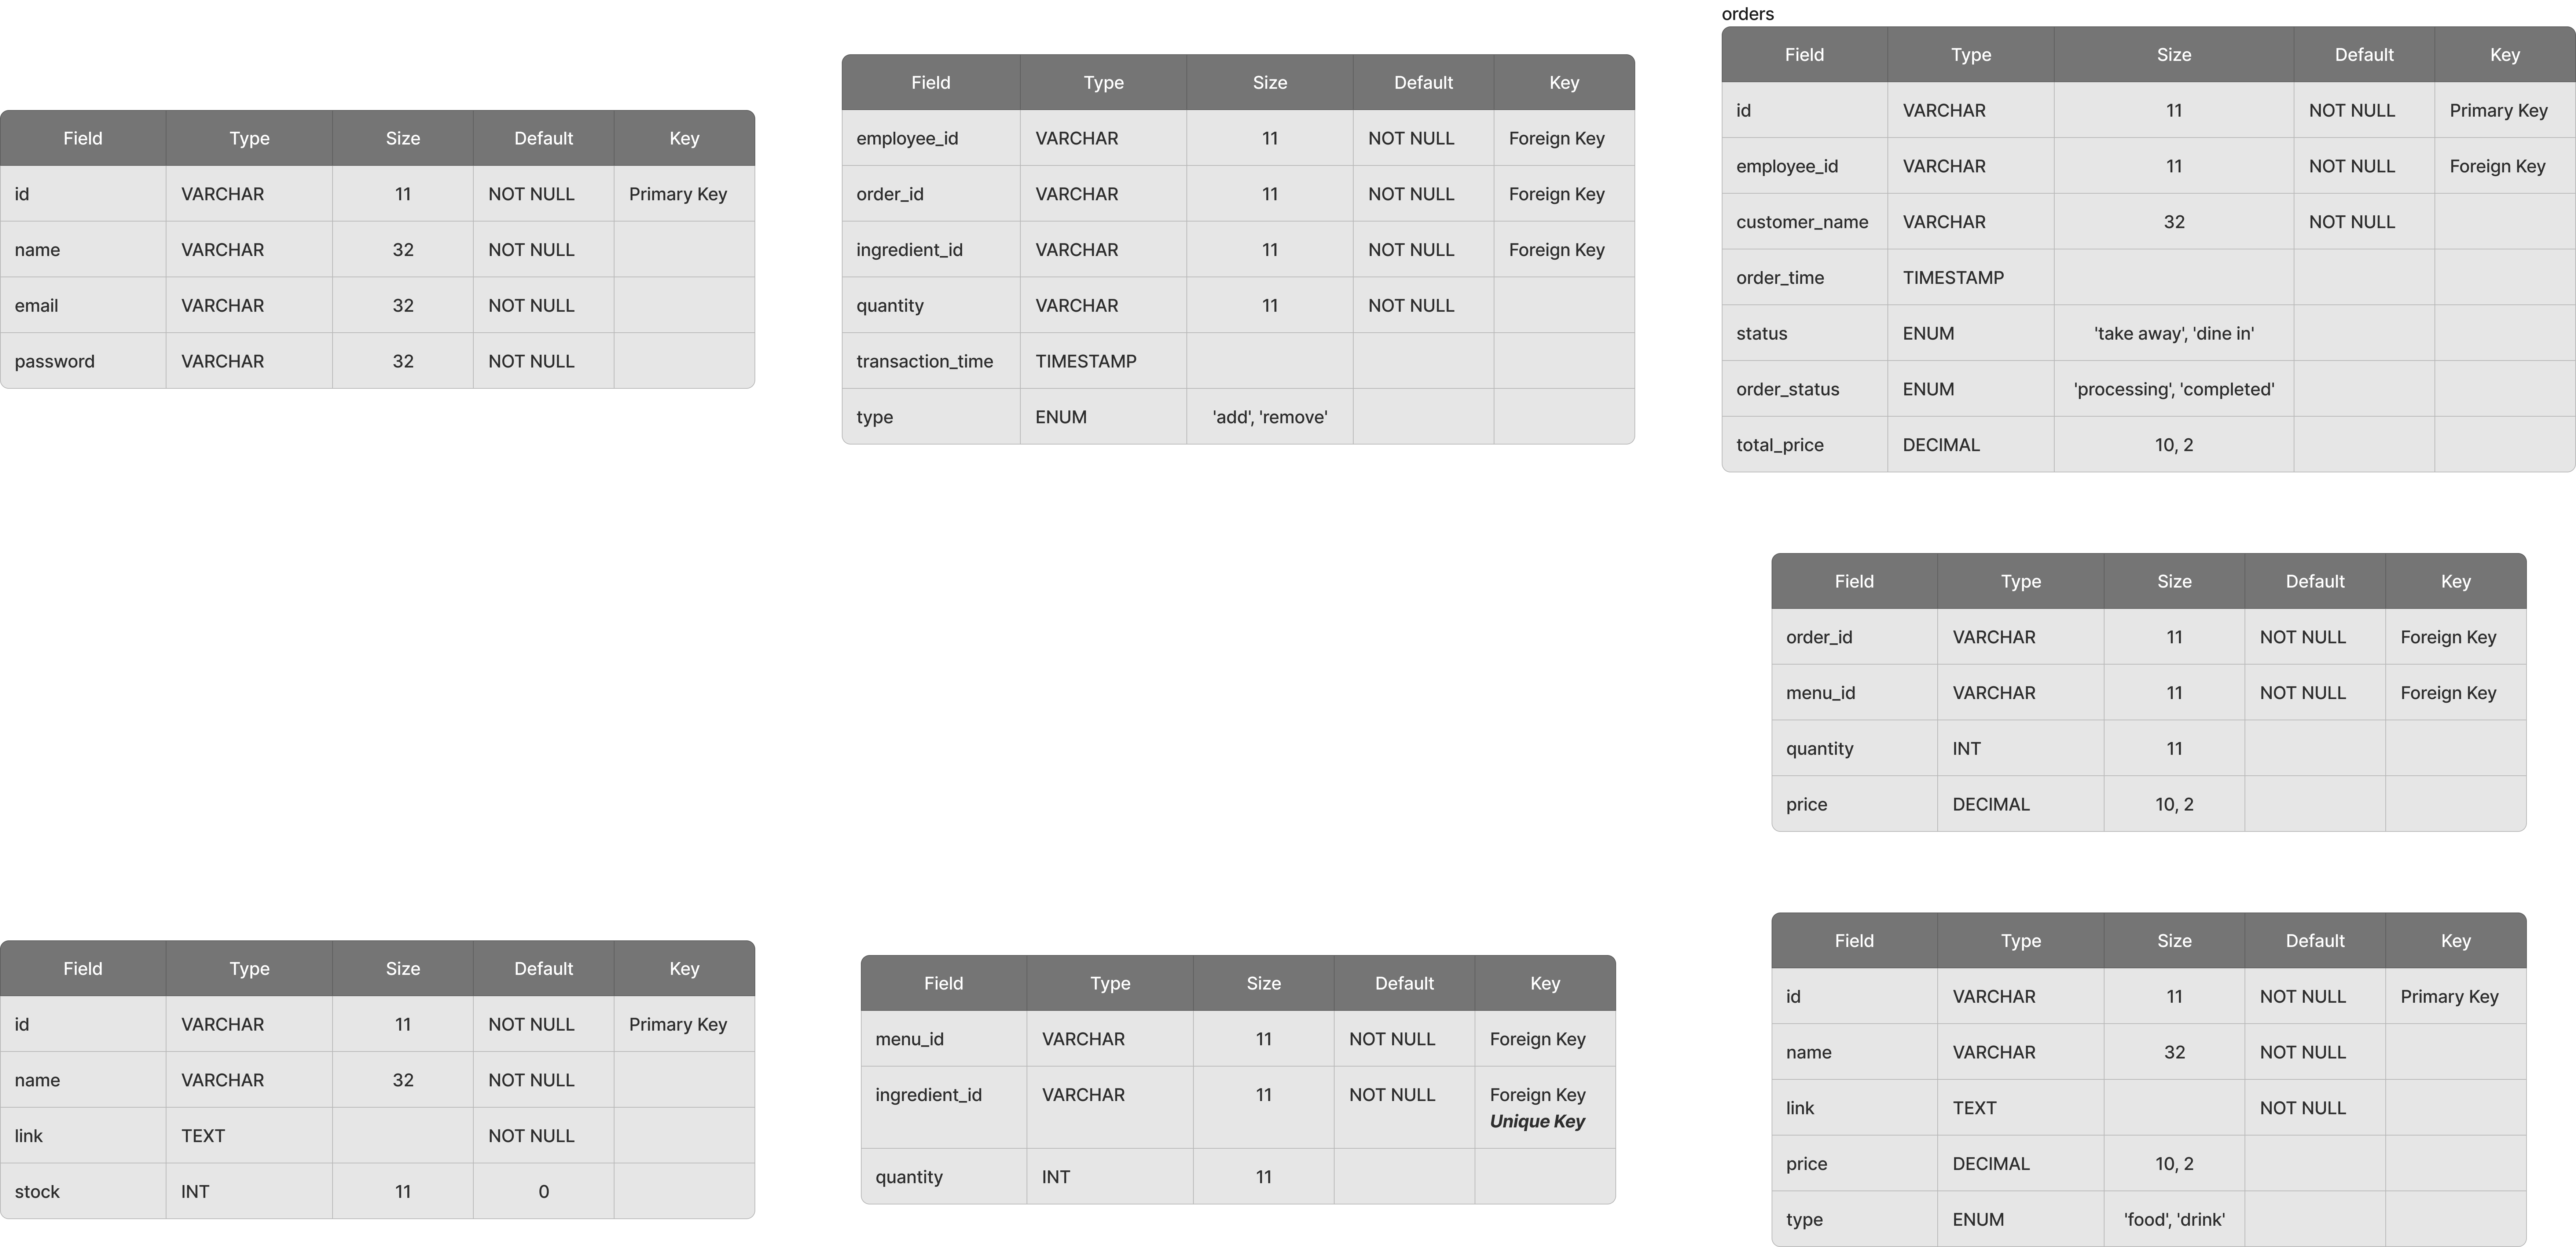 Field Type Size Default Key
id VARCHAR 11 NOT NULL Primary Key
name VARCHAR 32 NOT NULL
email VARCHAR 32 NOT NULL
password VARCHAR 32 NOT NULL
Field Type Size Default Key
employee_id VARCHAR 11 NOT NULL Foreign Key
order_id VARCHAR 11 NOT NULL Foreign Key
ingredient_id VARCHAR 11 NOT NULL Foreign Key
quantity VARCHAR 11 NOT NULL
transaction_time TIMESTAMP
type ENUM 'add', 'remove'
orders
Field Type Size Default Key
id VARCHAR 11 NOT NULL Primary Key
employee_id VARCHAR 11 NOT NULL Foreign Key
customer_name VARCHAR 32 NOT NULL
order_time TIMESTAMP
status ENUM 'take away', 'dine in'
order_status ENUM 'processing', 'completed'
total_price DECIMAL 10, 2
Field Type Size Default Key
order_id VARCHAR 11 NOT NULL Foreign Key
menu_id VARCHAR 11 NOT NULL Foreign Key
quantity INT 11
price DECIMAL 10, 2
Field Type Size Default Key
id VARCHAR 11 NOT NULL Primary Key
name VARCHAR 32 NOT NULL
link TEXT NOT NULL
stock INT 11 0
Field Type Size Default Key
menu_id VARCHAR 11 NOT NULL Foreign Key
ingredient_id VARCHAR 11 NOT NULL Foreign Key
Unique Key
quantity INT 11
Field Type Size Default Key
id VARCHAR 11 NOT NULL Primary Key
name VARCHAR 32 NOT NULL
link TEXT NOT NULL
price DECIMAL 10, 2
type ENUM 'food', 'drink'